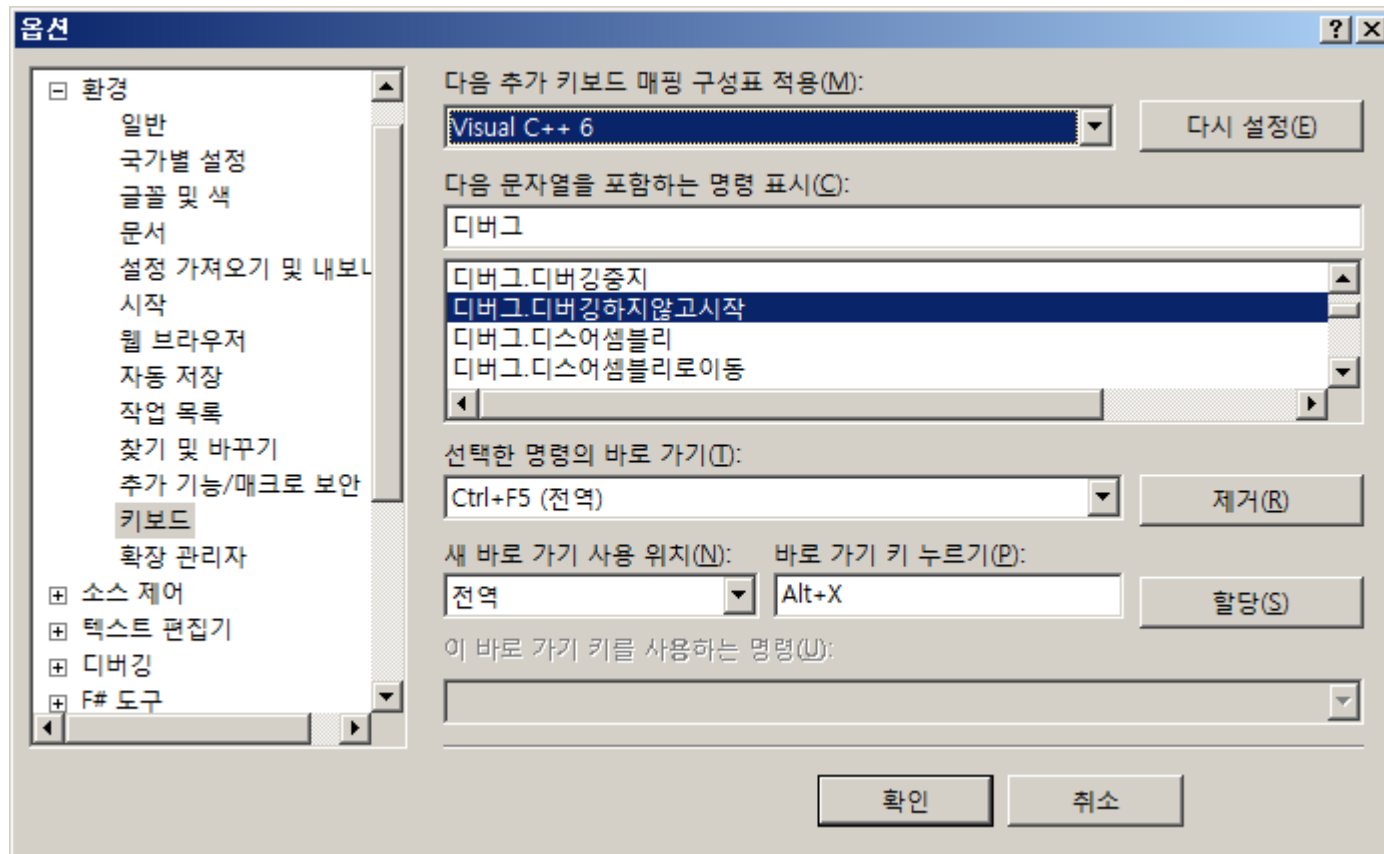 옵션
환경
일반
국가별 설정
글꼴 및 색
문서
설정 가져오기 및 내보내
시작
웹 브라우저
자동 저장
작업 목록
찾기 및 바꾸기
추가 기능/매크로 보안
키보드
확장 관리자
소스 제어
텍스트 편집기
디버깅
F# 도구
다음 추가 키보드 매핑 구성표 적용(M):
Visual C++ 6
다시 설정(E)
다음 문자열을 포함하는 명령 표시(C):
디버그
디버그.디버깅중지
디버그.디버깅하지않고시작
디버그.디스어셈블리
디버그.디스어셈블리로이동
선택한 명령의 바로 가기(T):
Ctrl+F5 (전역)
제거(R)
새 바로 가기 사용 위치(N):
바로 가기 키 누르기(P):
전역
Alt+X
할당(S)
이 바로 가기 키를 사용하는 명령(U):
확인
취소